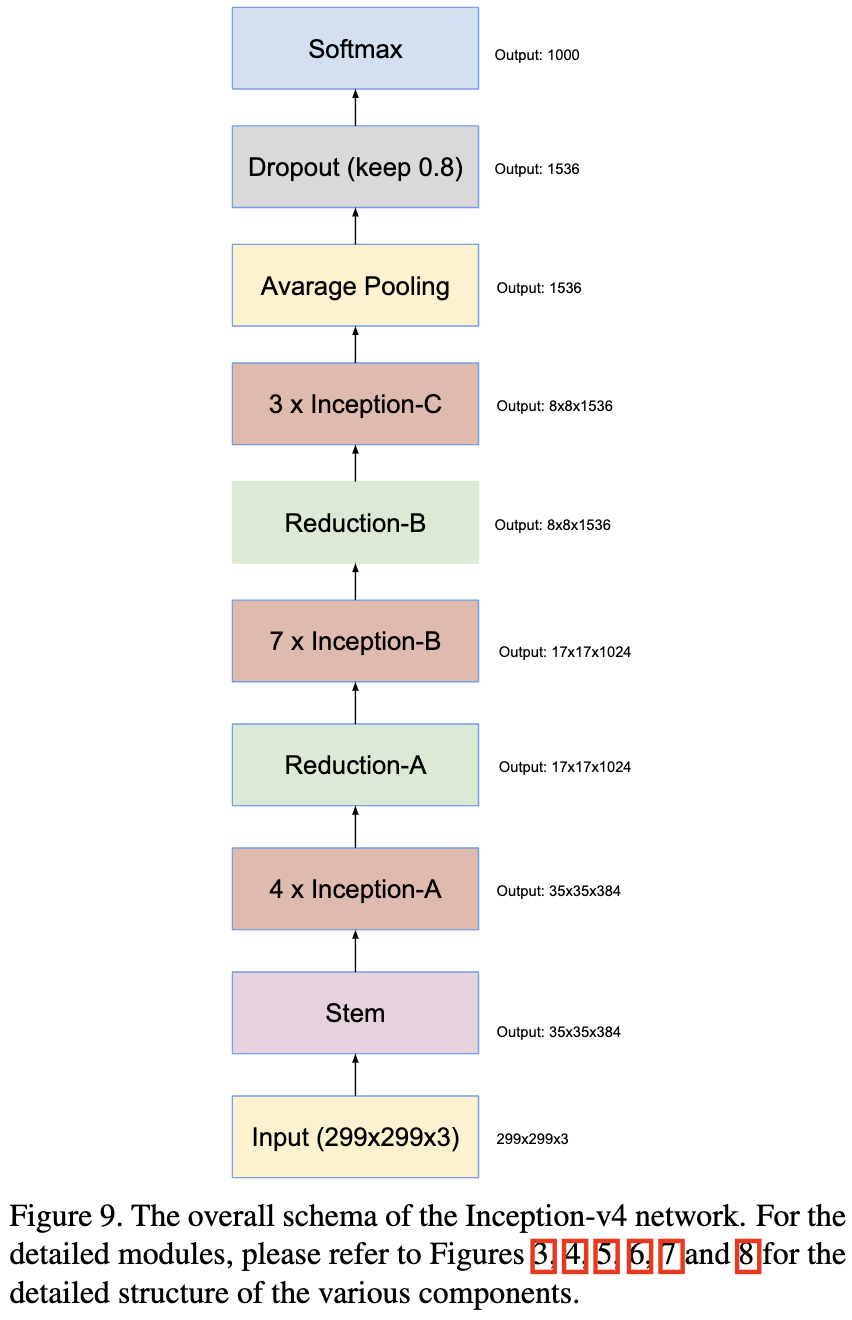 Softmax
Output: 1000
Dropout (keep 0.8)
Output: 1536
Avarage Pooling
Output: 1536
3 x Inception-C
Output: 8x8x1536
Reduction-B
Output: 8x8x1536
7 x Inception-B
Output: 17x17x1024
Reduction-A
Output: 17x17x1024
4 x Inception-A
Output: 35x35x384
Stem
Output: 35x35x384
Input (299x299x3)
299x299x3
Figure 9. The overall schema of the Inception-v4 network. For the
detailed modules, please refer to Figures 3, 4, 5, 6, 7 and 8 for the
detailed structure of the various components.